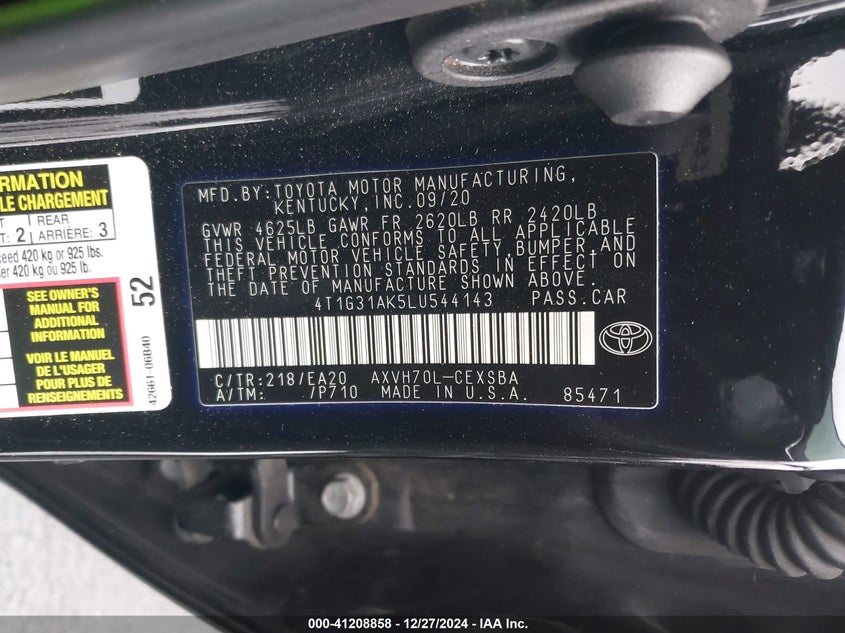 RMATION
LE CHARGEMENT
REAR
2 ARRIÈRE: 3
ceed 420 kg or 925 lbs.
er 420 kg ou 925 lb.
SEE OWNER'S
MANUAL FOR
ADDITIONAL
INFORMATION
VOIR LE MANUEL
DE L'USAGER
POUR PLUS DE
RENSEIGNEMENTS
52
42661-06B40
MFD.BY:TOYOTA MOTOR MANUFACTURING,
KENTUCKY,INC.09/20
GVWR 4625LB GAWR FR 2620LB RR 2420LB
THIS VEHICLE CONFORMS TO ALL APPLICABLE
FEDERAL MOTOR VEHICLE SAFETY,BUMPER AND
THEFT PREVENTION STANDARDS IN EFFECT ON
THE DATE OF MANUFACTURE SHOWN ABOVE.
4T1G31AK5LU544143 PASS.CAR
C/TR:218/EA20 AXVH70L-CEXSBA
A/TM: /P710 MADE IN U.S.A. 85471
000-41208858 - 12/27/2024 - IAA Inc.